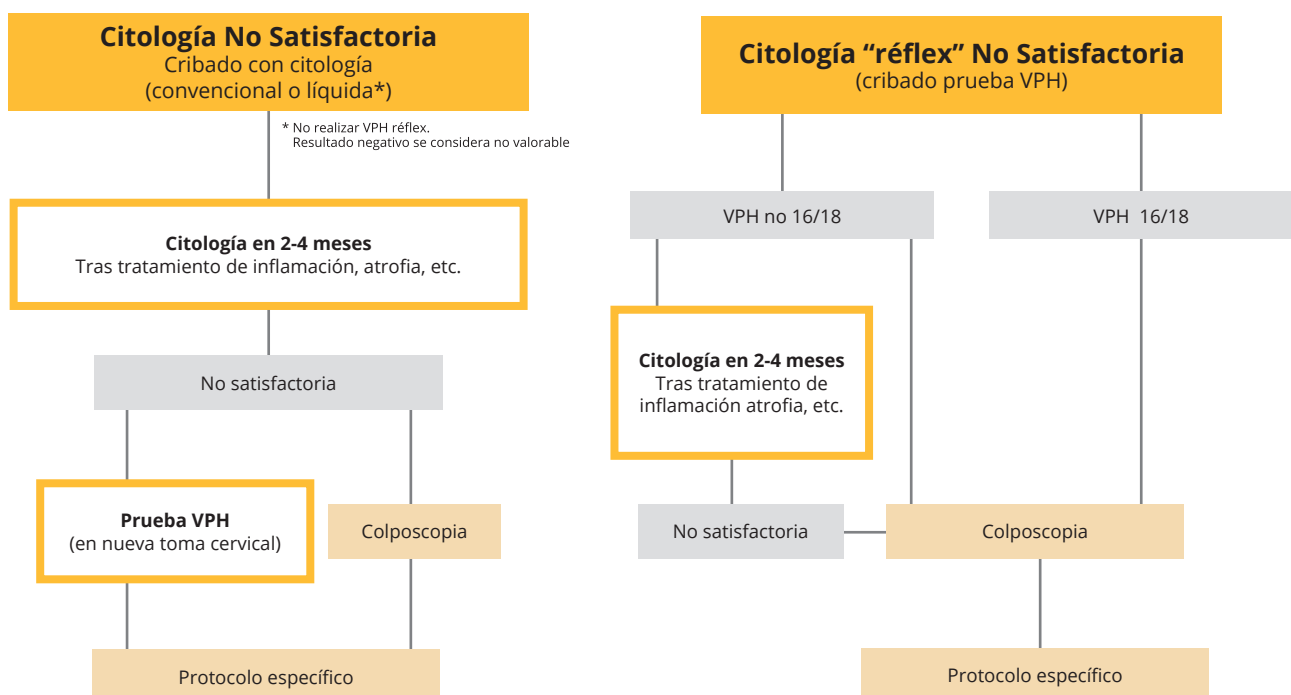 Citología No Satisfactoria
Cribado con citología
(convencional o líquida*)
* No realizar VPH réflex.
Resultado negativo se considera no valorable
Citología en 2-4 meses
Tras tratamiento de inflamación, atrofia, etc.
No satisfactoria
Prueba VPH
(en nueva toma cervical)
Colposcopia
Protocolo específico
Citología “réflex” No Satisfactoria
(cribado prueba VPH)
VPH no 16/18
VPH 16/18
Citología en 2-4 meses
Tras tratamiento de
inflamación atrofia, etc.
No satisfactoria
Colposcopia
Protocolo específico